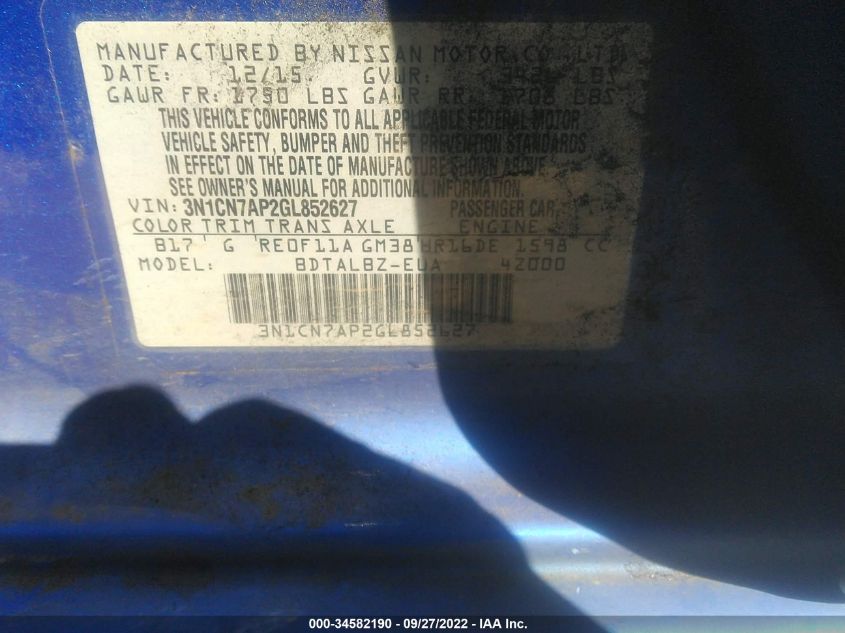 MANUFACTURED BY NISSAN MOTOR CO., LTD.
DATE: 12/15 GVWR: LBS
GAWR FR: 1790 LBS GAWR RR: 1708 LBS
THIS VEHICLE CONFORMS TO ALL APPLICABLE FEDERAL MOTOR
VEHICLE SAFETY, BUMPER AND THEFT PREVENTION STANDARDS
IN EFFECT ON THE DATE OF MANUFACTURE SHOWN ABOVE.
SEE OWNER'S MANUAL FOR ADDITIONAL INFORMATION.
VIN: 3N1CN7AP2GL852627 PASSENGER CAR
COLOR TRIM TRANS AXLE ENGINE
B17 G RE0F11A GM38 HR16DE 1598 CC
MODEL: BDTALBZ-EUA 4Z000
3N1CN7AP2GL852627
000-34582190 - 09/27/2022 - IAA Inc.